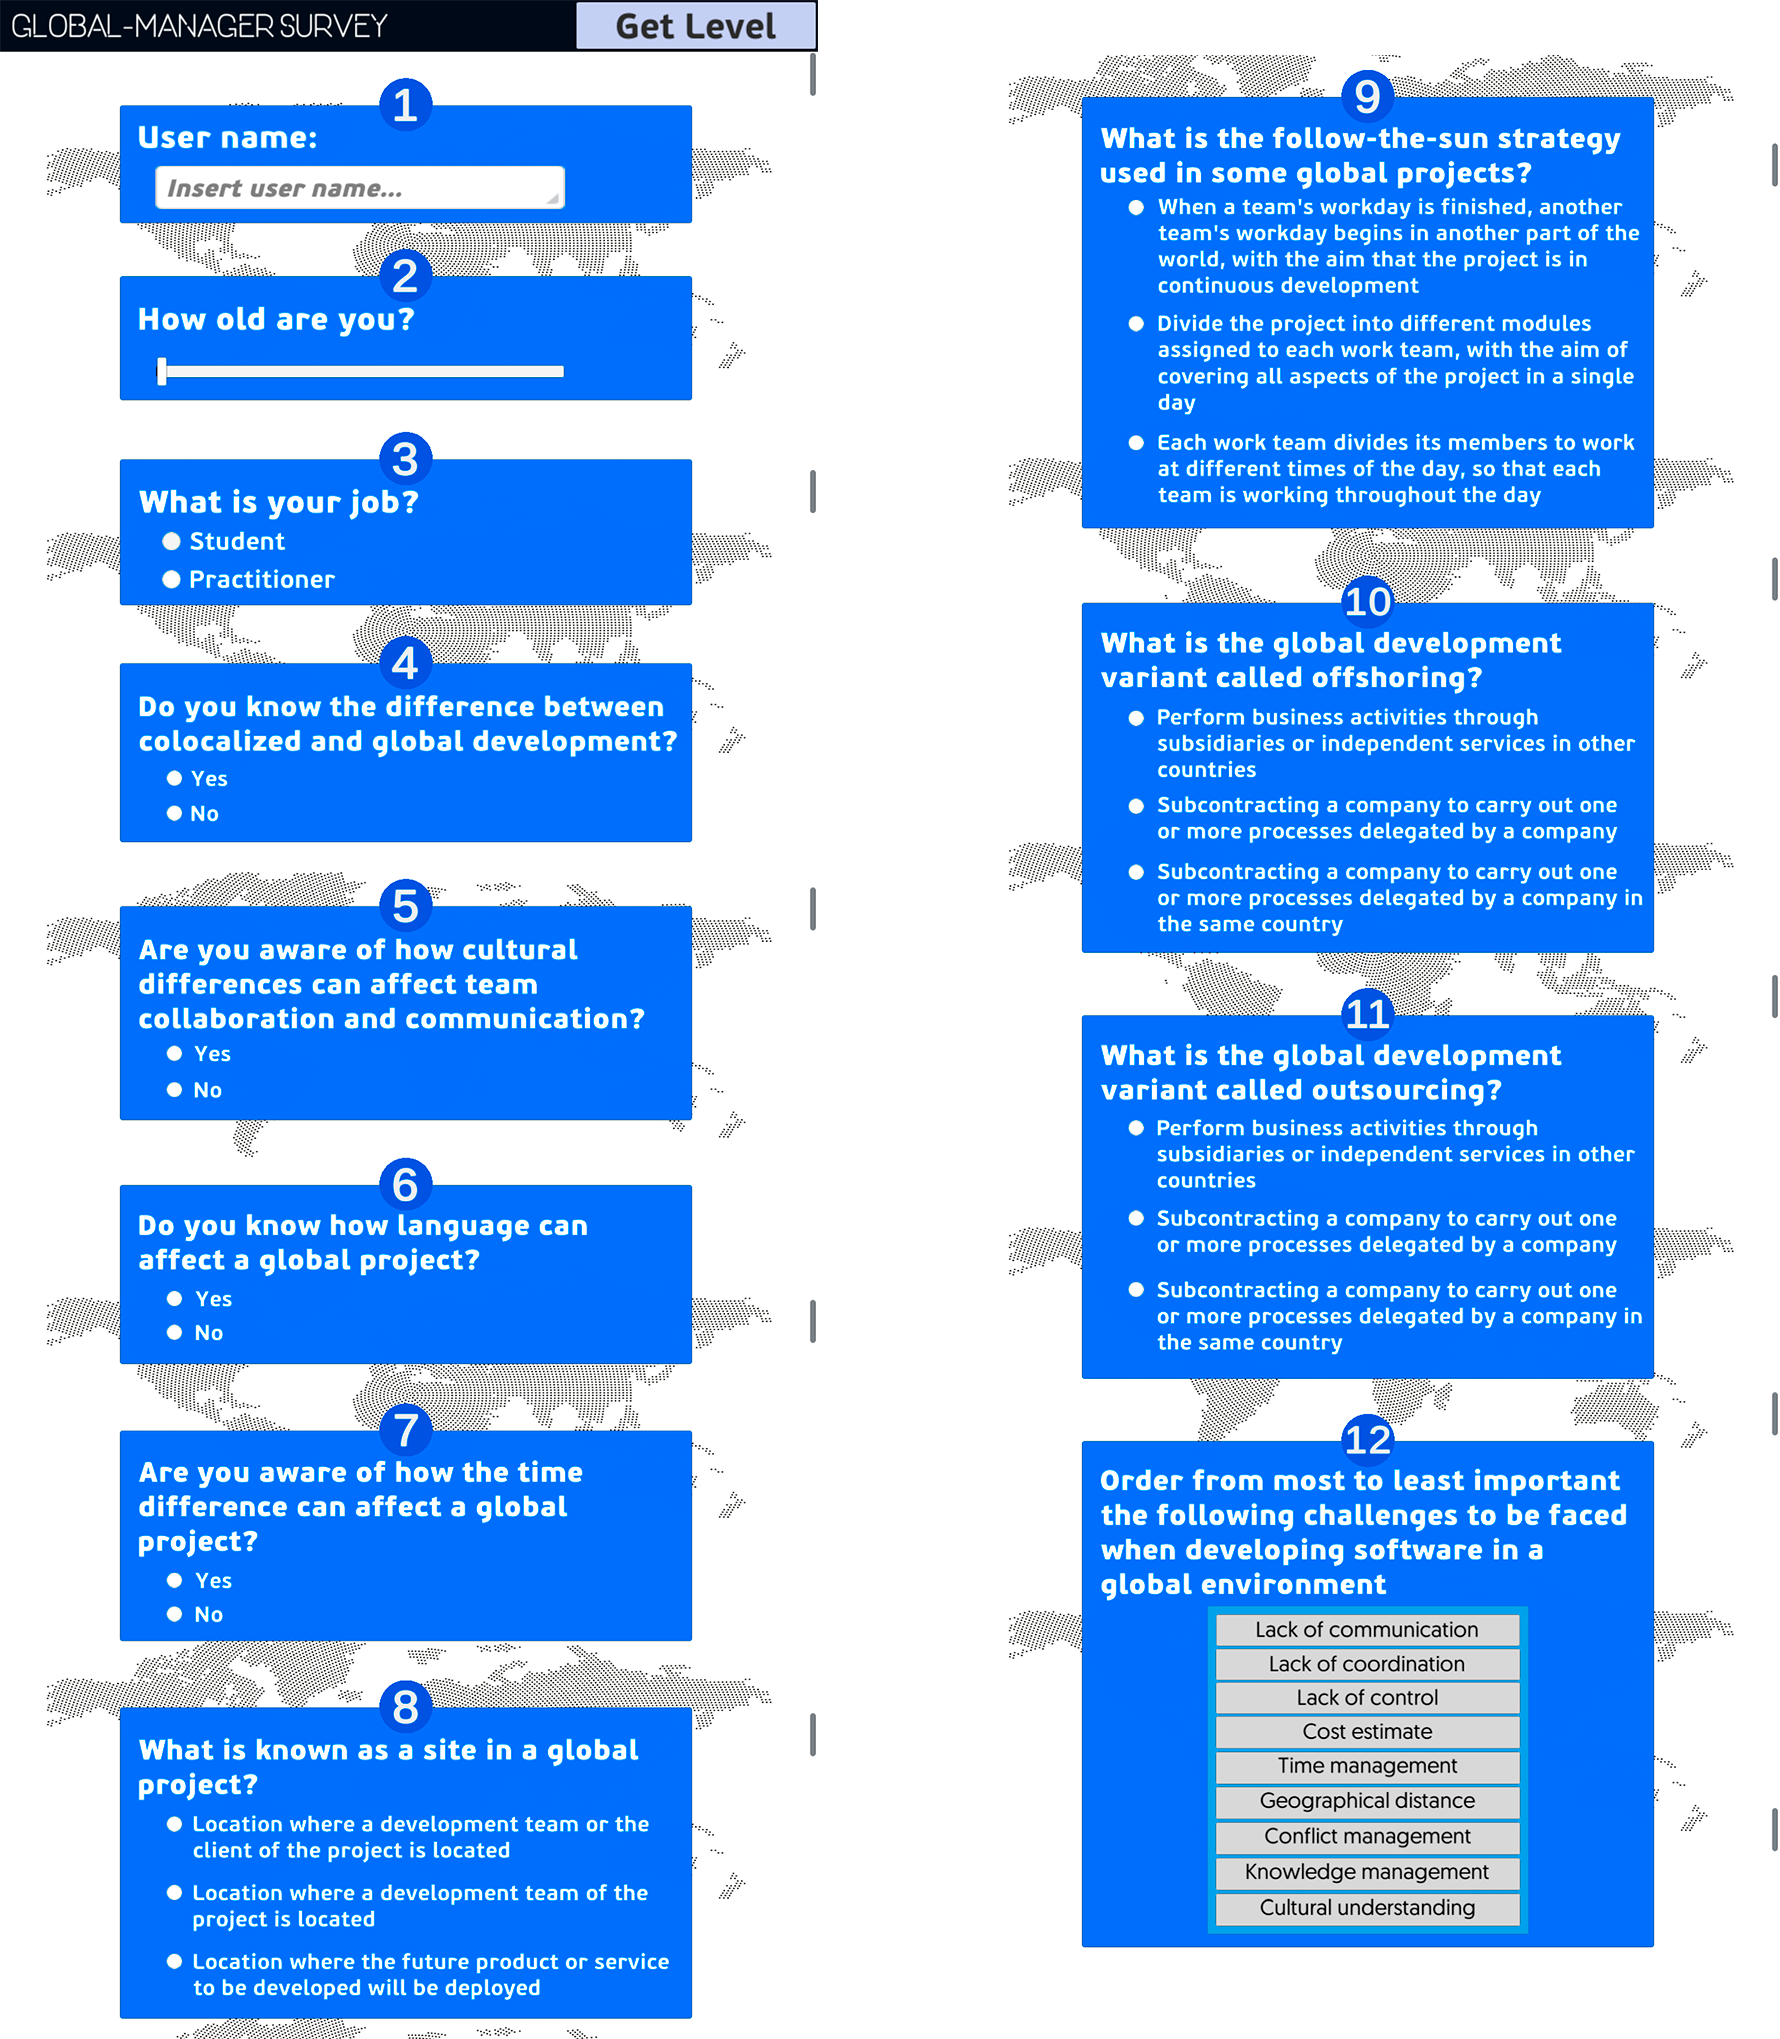 GLOBAL-MANAGER SURVEY
Get Level
1
User name:
Insert user name...
2
How old are you?
3
What is your job?
Student
Practitioner
4
Do you know the difference between
colocalized and global development?
Yes
No
5
Are you aware of how cultural
differences can affect team
collaboration and communication?
Yes
No
6
Do you know how language can
affect a global project?
Yes
No
7
Are you aware of how the time
difference can affect a global
project?
Yes
No
8
What is known as a site in a global
project?
Location where a development team or the
client of the project is located
Location where a development team of the
project is located
Location where the future product or service
to be developed will be deployed
9
What is the follow-the-sun strategy
used in some global projects?
When a team's workday is finished, another
team's workday begins in another part of the
world, with the aim that the project is in
continuous development
Divide the project into different modules
assigned to each work team, with the aim of
covering all aspects of the project in a single
day
Each work team divides its members to work
at different times of the day, so that each
team is working throughout the day
10
What is the global development
variant called offshoring?
Perform business activities through
subsidiaries or independent services in other
countries
Subcontracting a company to carry out one
or more processes delegated by a company
Subcontracting a company to carry out one
or more processes delegated by a company in
the same country
11
What is the global development
variant called outsourcing?
Perform business activities through
subsidiaries or independent services in other
countries
Subcontracting a company to carry out one
or more processes delegated by a company
Subcontracting a company to carry out one
or more processes delegated by a company in
the same country
12
Order from most to least important
the following challenges to be faced
when developing software in a
global environment
Lack of communication
Lack of coordination
Lack of control
Cost estimate
Time management
Geographical distance
Conflict management
Knowledge management
Cultural understanding